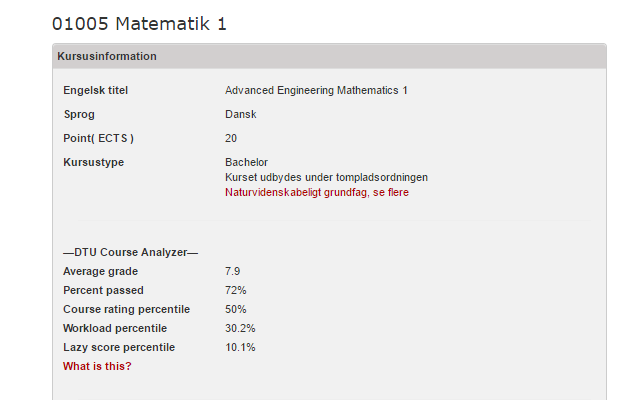 01005 Matematik 1
Kursusinformation
Engelsk titel Advanced Engineering Mathematics 1
Sprog Dansk
Point( ECTS ) 20
Kursustype Bachelor
Kurset udbydes under tompladsordningen
Naturvidenskabeligt grundfag, se flere
—DTU Course Analyzer—
Average grade 7.9
Percent passed 72%
Course rating percentile 50%
Workload percentile 30.2%
Lazy score percentile 10.1%
What is this?